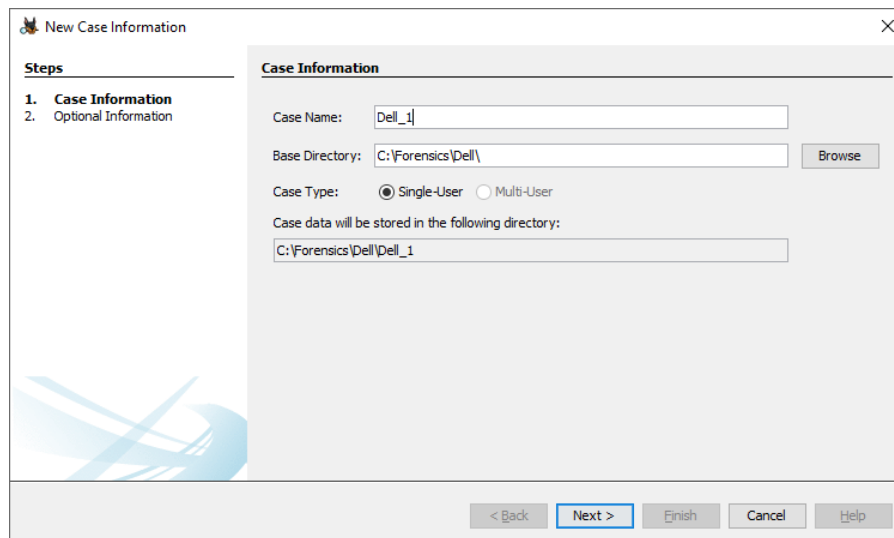 New Case Information
Steps
1. Case Information
2. Optional Information
Case Information
Case Name: Dell_1
Base Directory: C:\Forensics\Dell\ Browse
Case Type: Single-User Multi-User
Case data will be stored in the following directory:
C:\Forensics\Dell\Dell_1
< Back Next > Finish Cancel Help